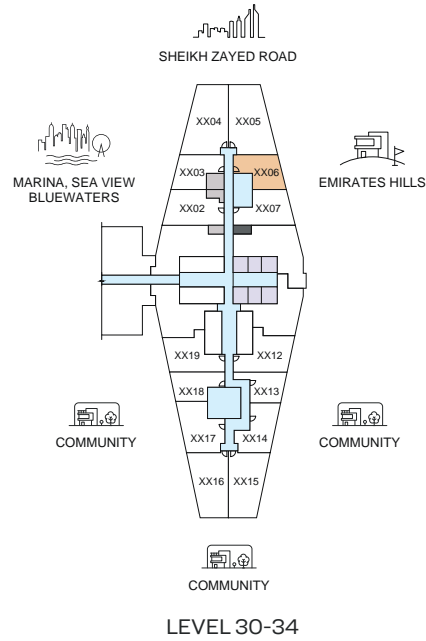 SHEIKH ZAYED ROAD
XX04 XX05
MARINA, SEA VIEW
BLUEWATERS
XX03 XX06
EMIRATES HILLS
XX02 XX07
XX19 XX12
XX18 XX13
COMMUNITY
XX17 XX14
COMMUNITY
XX16 XX15
COMMUNITY
LEVEL 30-34